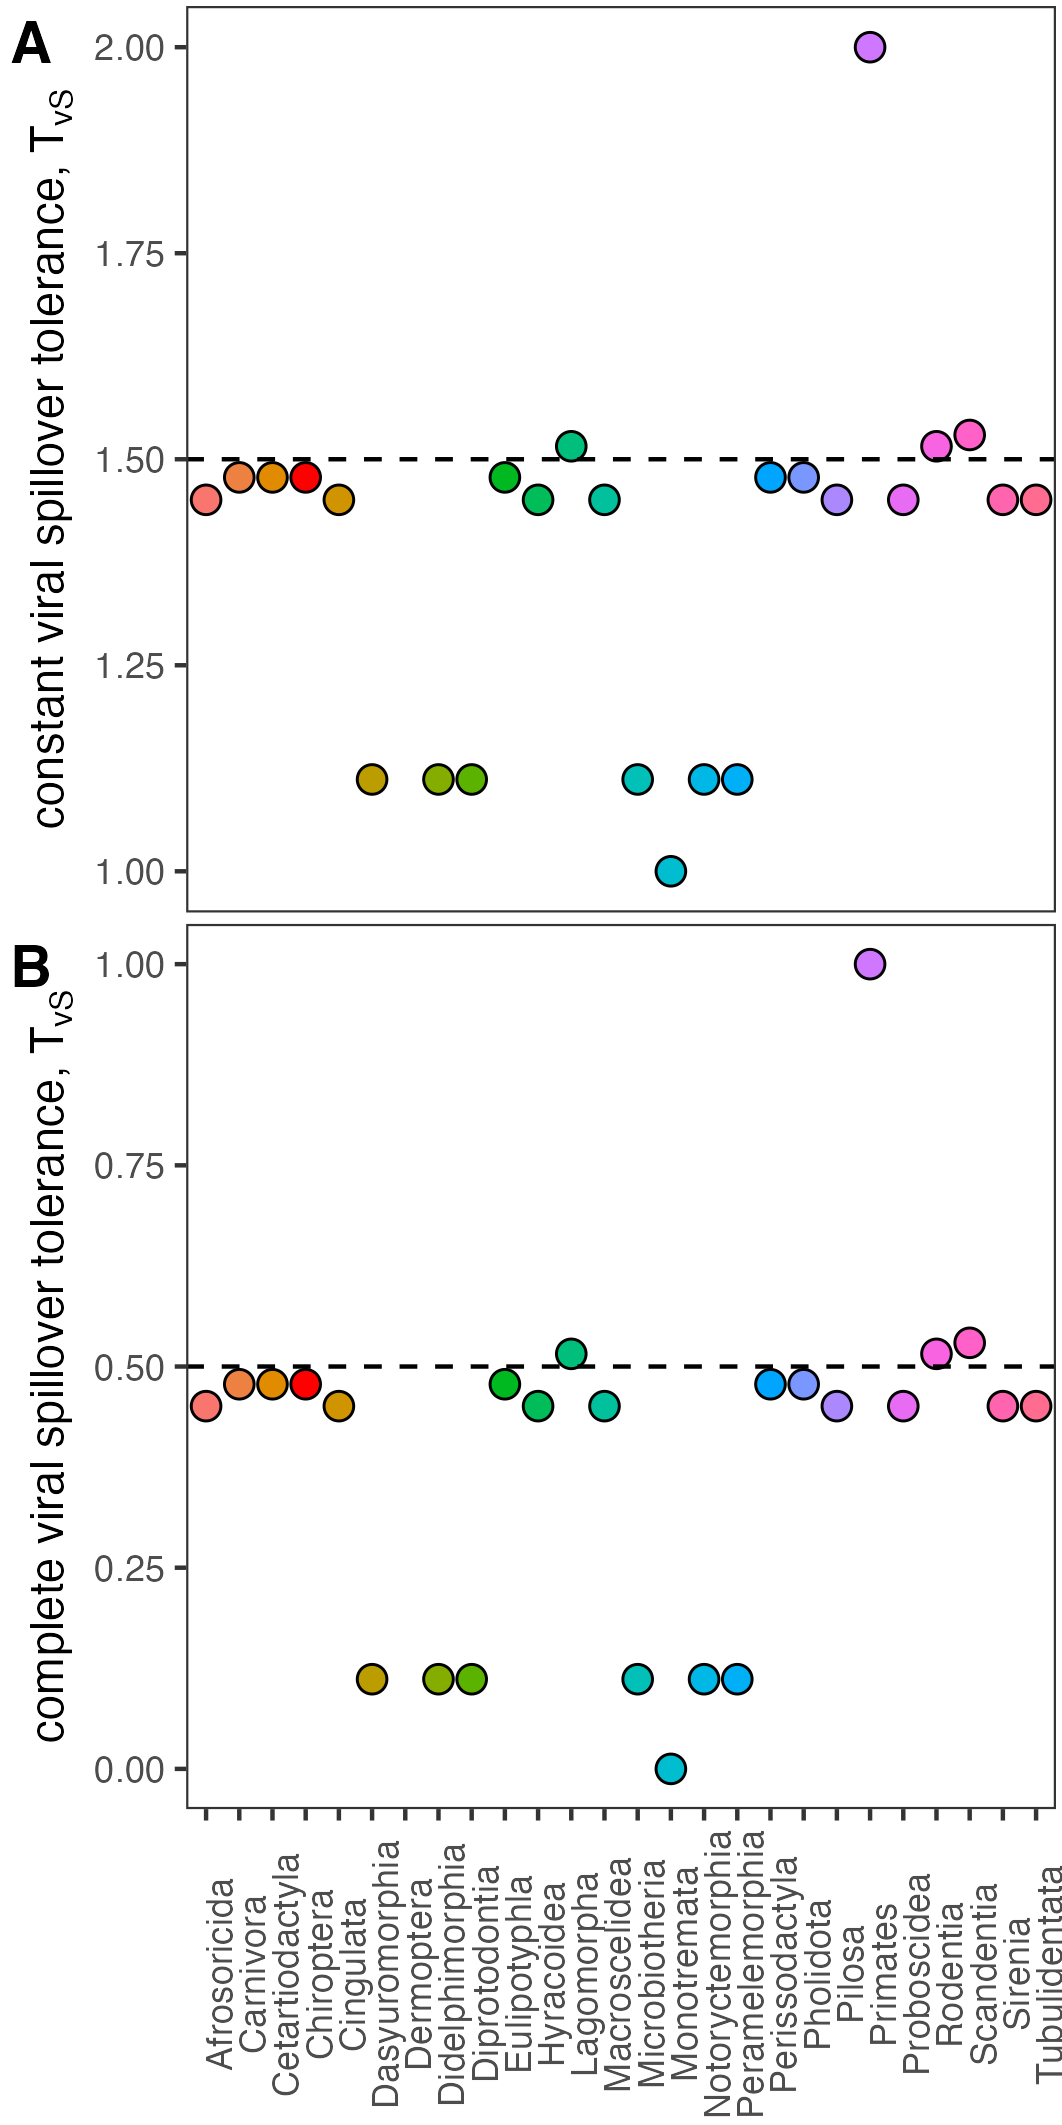 A
constant viral spillover tolerance, TvS
2.00
1.75
1.50
1.25
1.00
B
complete viral spillover tolerance, TvS
1.00
0.75
0.50
0.25
0.00
Afrosoricida
Carnivora
Cetartiodactyla
Chiroptera
Cingulata
Dasyuromorphia
Dermoptera
Didelphimorphia
Diprotodontia
Eulipotyphla
Hyracoidea
Lagomorpha
Macroscelidea
Microbiotheria
Monotremata
Notoryctemorphia
Peramelemorphia
Perissodactyla
Pholidota
Pilosa
Primates
Proboscidea
Rodentia
Scandentia
Sirenia
Tubulidentata